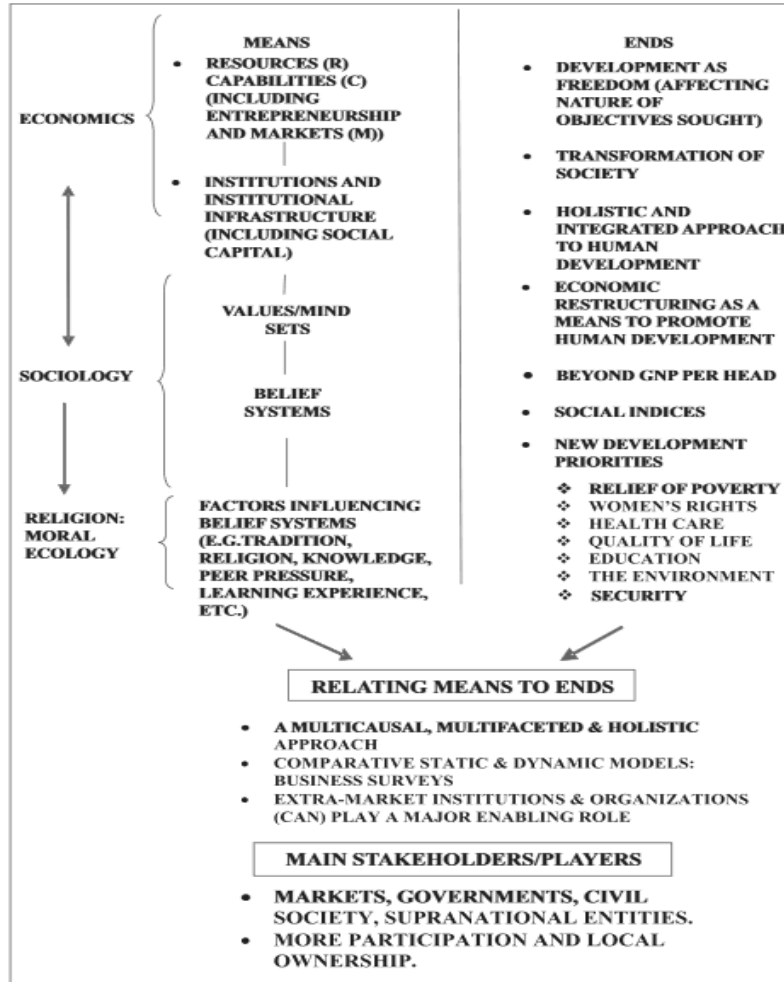 MEANS
• RESOURCES (R)
CAPABILITIES (C)
(INCLUDING
ENTREPRENEURSHIP
AND MARKETS (M))
ECONOMICS
• INSTITUTIONS AND
INSTITUTIONAL
INFRASTRUCTURE
(INCLUDING SOCIAL
CAPITAL)
VALUES/MIND
SETS
SOCIOLOGY
BELIEF
SYSTEMS
RELIGION:
MORAL
ECOLOGY
FACTORS INFLUENCING
BELIEF SYSTEMS
(E.G.TRADITION,
RELIGION, KNOWLEDGE,
PEER PRESSURE,
LEARNING EXPERIENCE,
ETC.)
ENDS
• DEVELOPMENT AS
FREEDOM (AFFECTING
NATURE OF
OBJECTIVES SOUGHT)
• TRANSFORMATION OF
SOCIETY
• HOLISTIC AND
INTEGRATED APPROACH
TO HUMAN
DEVELOPMENT
• ECONOMIC
RESTRUCTURING AS A
MEANS TO PROMOTE
HUMAN DEVELOPMENT
• BEYOND GNP PER HEAD
• SOCIAL INDICES
• NEW DEVELOPMENT
PRIORITIES
❖ RELIEF OF POVERTY
❖ WOMEN'S RIGHTS
❖ HEALTH CARE
❖ QUALITY OF LIFE
❖ EDUCATION
❖ THE ENVIRONMENT
❖ SECURITY
RELATING MEANS TO ENDS
• A MULTICAUSAL, MULTIFACETED & HOLISTIC
APPROACH
• COMPARATIVE STATIC & DYNAMIC MODELS:
BUSINESS SURVEYS
• EXTRA-MARKET INSTITUTIONS & ORGANIZATIONS
(CAN) PLAY A MAJOR ENABLING ROLE
MAIN STAKEHOLDERS/PLAYERS
• MARKETS, GOVERNMENTS, CIVIL
SOCIETY, SUPRANATIONAL ENTITIES.
• MORE PARTICIPATION AND LOCAL
OWNERSHIP.